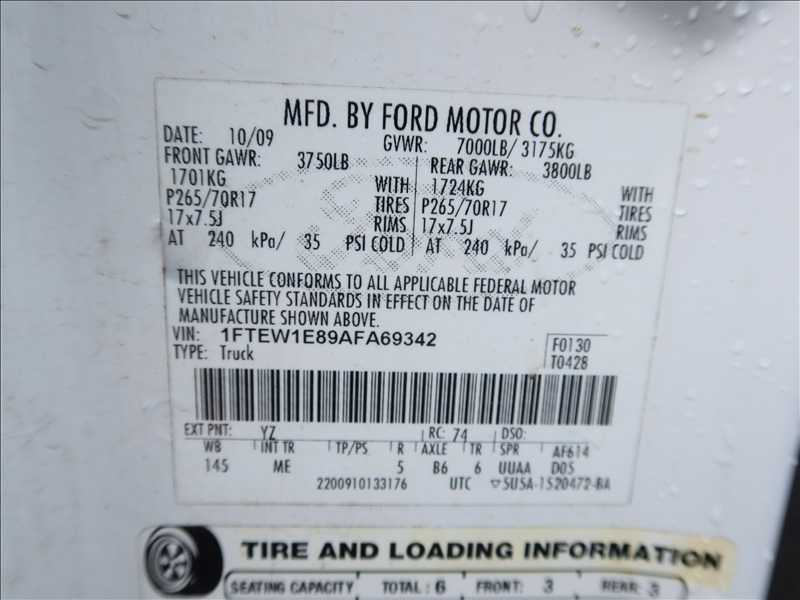 MFD. BY FORD MOTOR CO.
DATE: 10/09 GVWR: 7000LB/ 3175KG
FRONT GAWR: 3750LB REAR GAWR: 3800LB
1701KG WITH 1724KG WITH
P265/70R17 TIRES P265/70R17 TIRES
17x7.5J RIMS 17x7.5J RIMS
AT 240 kPa/ 35 PSI COLD AT 240 kPa/ 35 PSI COLD
THIS VEHICLE CONFORMS TO ALL APPLICABLE FEDERAL MOTOR
VEHICLE SAFETY STANDARDS IN EFFECT ON THE DATE OF
MANUFACTURE SHOWN ABOVE.
VIN: 1FTEW1E89AFA69342 F0130
TYPE: Truck T0428
EXT PNT: YZ RC: 74 DSO:
WB INT TR TP/PS R AXLE TR SPR AF614
145 ME 5 B6 6 UUAA D05
2200910133176 UTC ▽5U5A-1520472-BA
TIRE AND LOADING INFORMATION
SEATING CAPACITY TOTAL: 6 FRONT: 3 REAR: 3